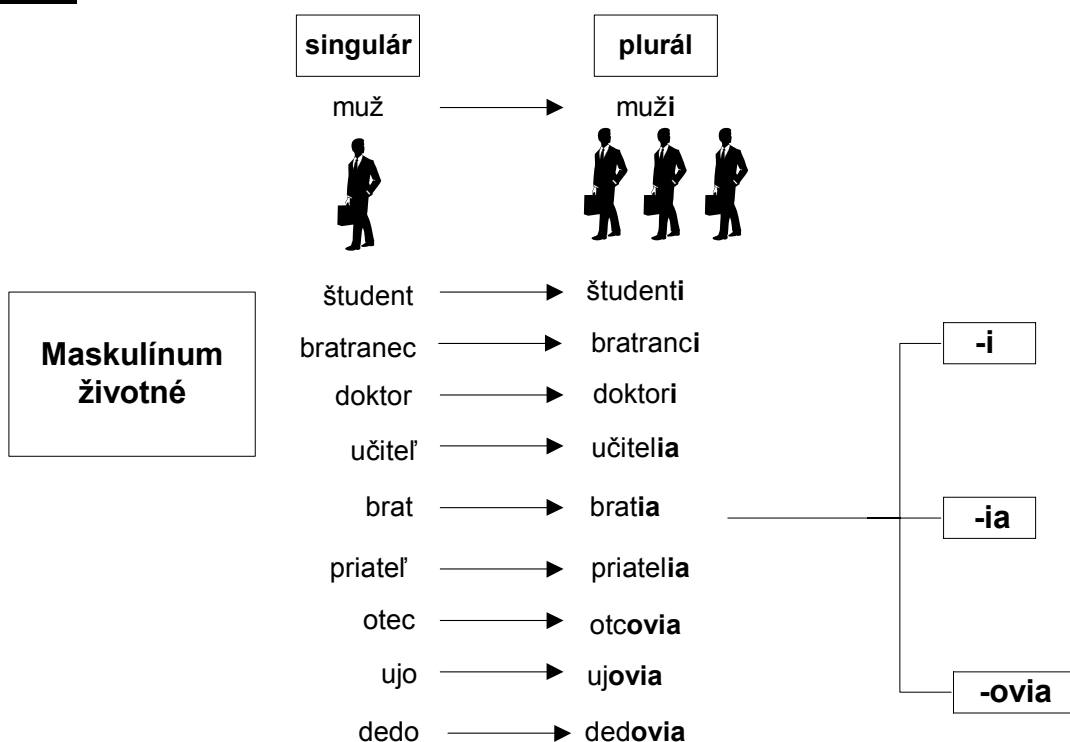 singulár plurál
muž muži
študent študenti
Maskulínum
životné
bratranec bratranci
-i
doktor doktori
učiteľ učitelia
brat bratia
-ia
priateľ priatelia
otec otcovia
ujo ujovia
-ovia
dedo dedovia